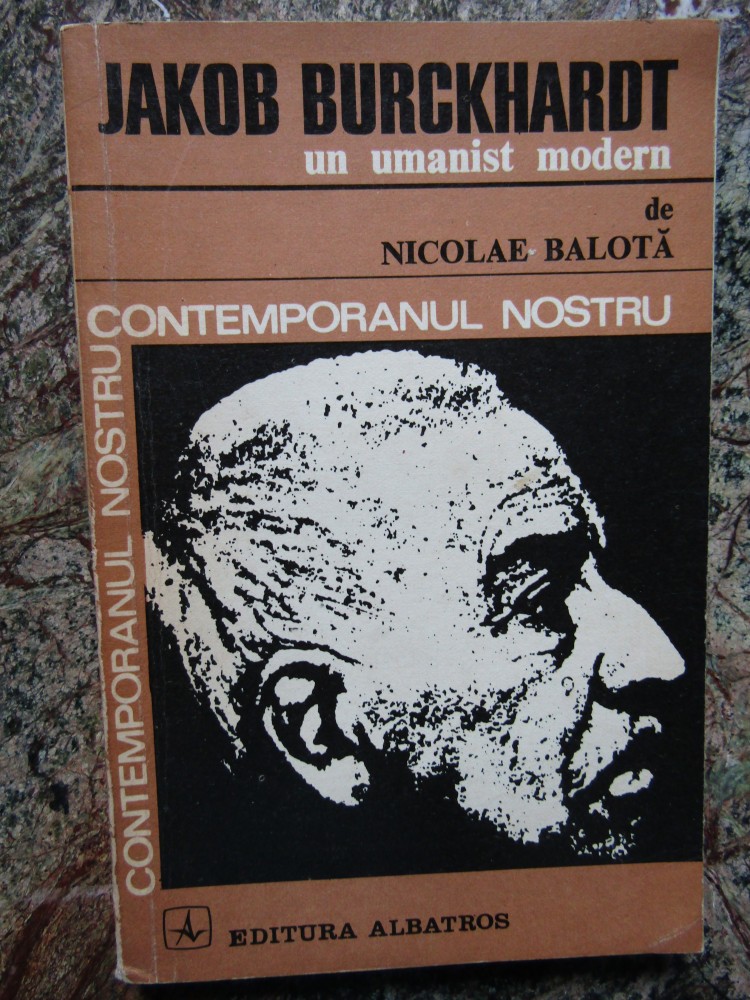 JAKOB BURCKHARDT
un umanist modern
de
NICOLAE BALOTĂ
CONTEMPORANUL NOSTRU
CONTEMPORANUL NOSTRU
EDITURA ALBATROS